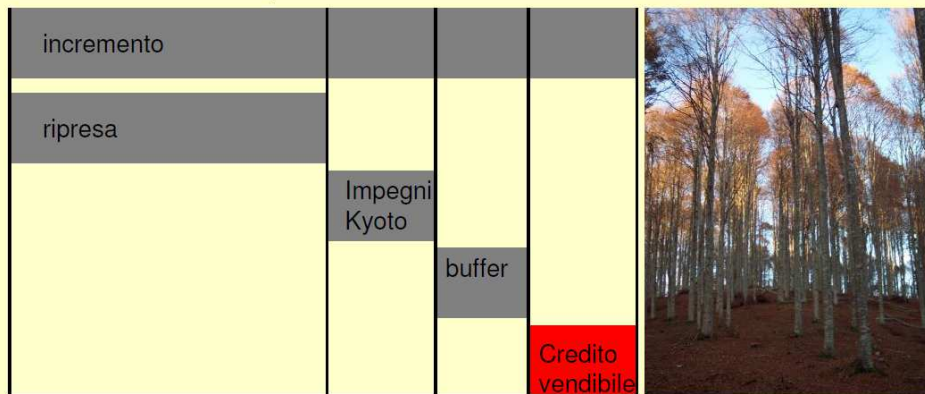 incremento
ripresa
Impegni
Kyoto
buffer
Credito
vendibile